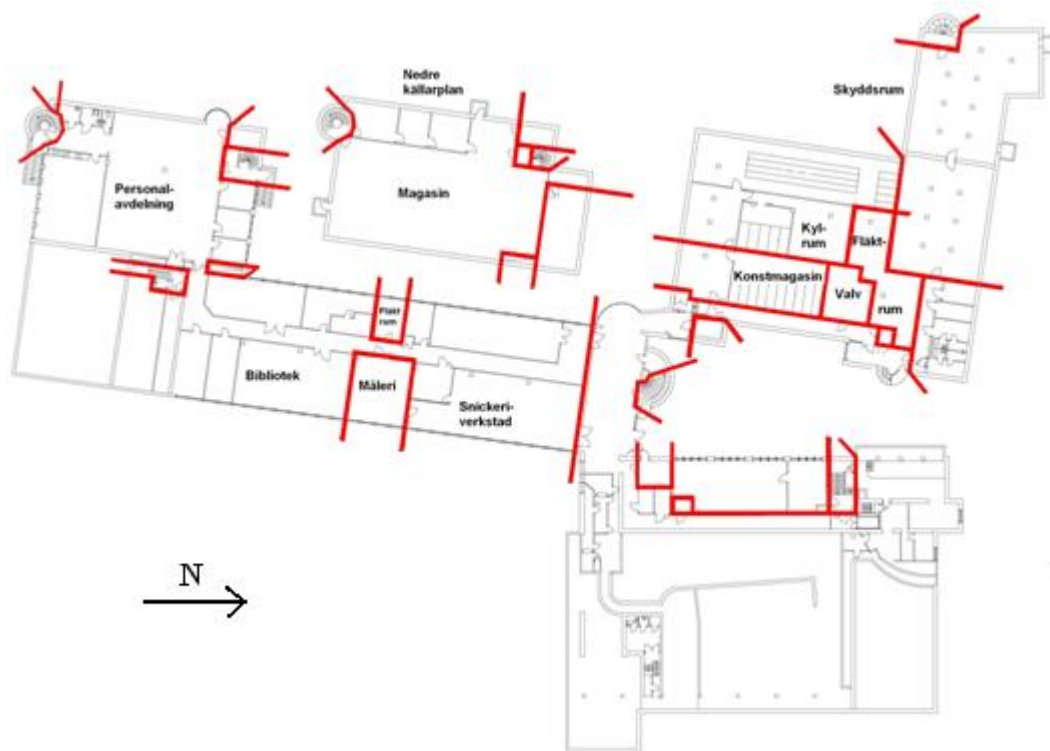 Nedre
källarplan
Skyddsrum
Personal-
avdelning
Magasin
Kyl-
rum
Fläkt-
Konstmagasin
Valv
rum
Fläkt
rum
Bibliotek
Måleri
Snickeri-
verkstad
N